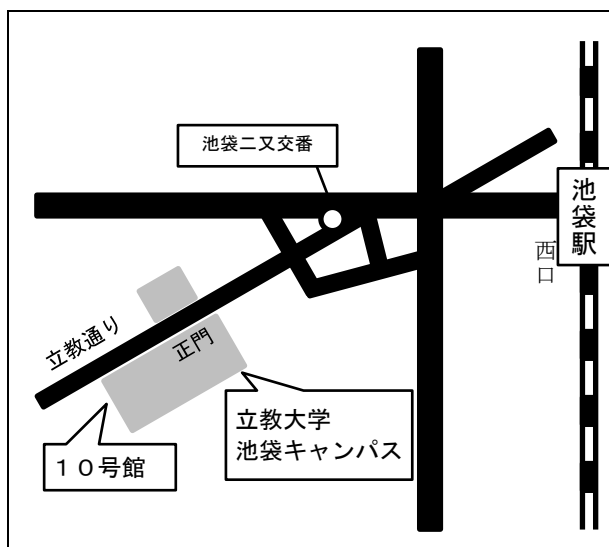 池袋二又交番
池袋駅
西口
立教通り
正門
立教大学
池袋キャンパス
１０号館